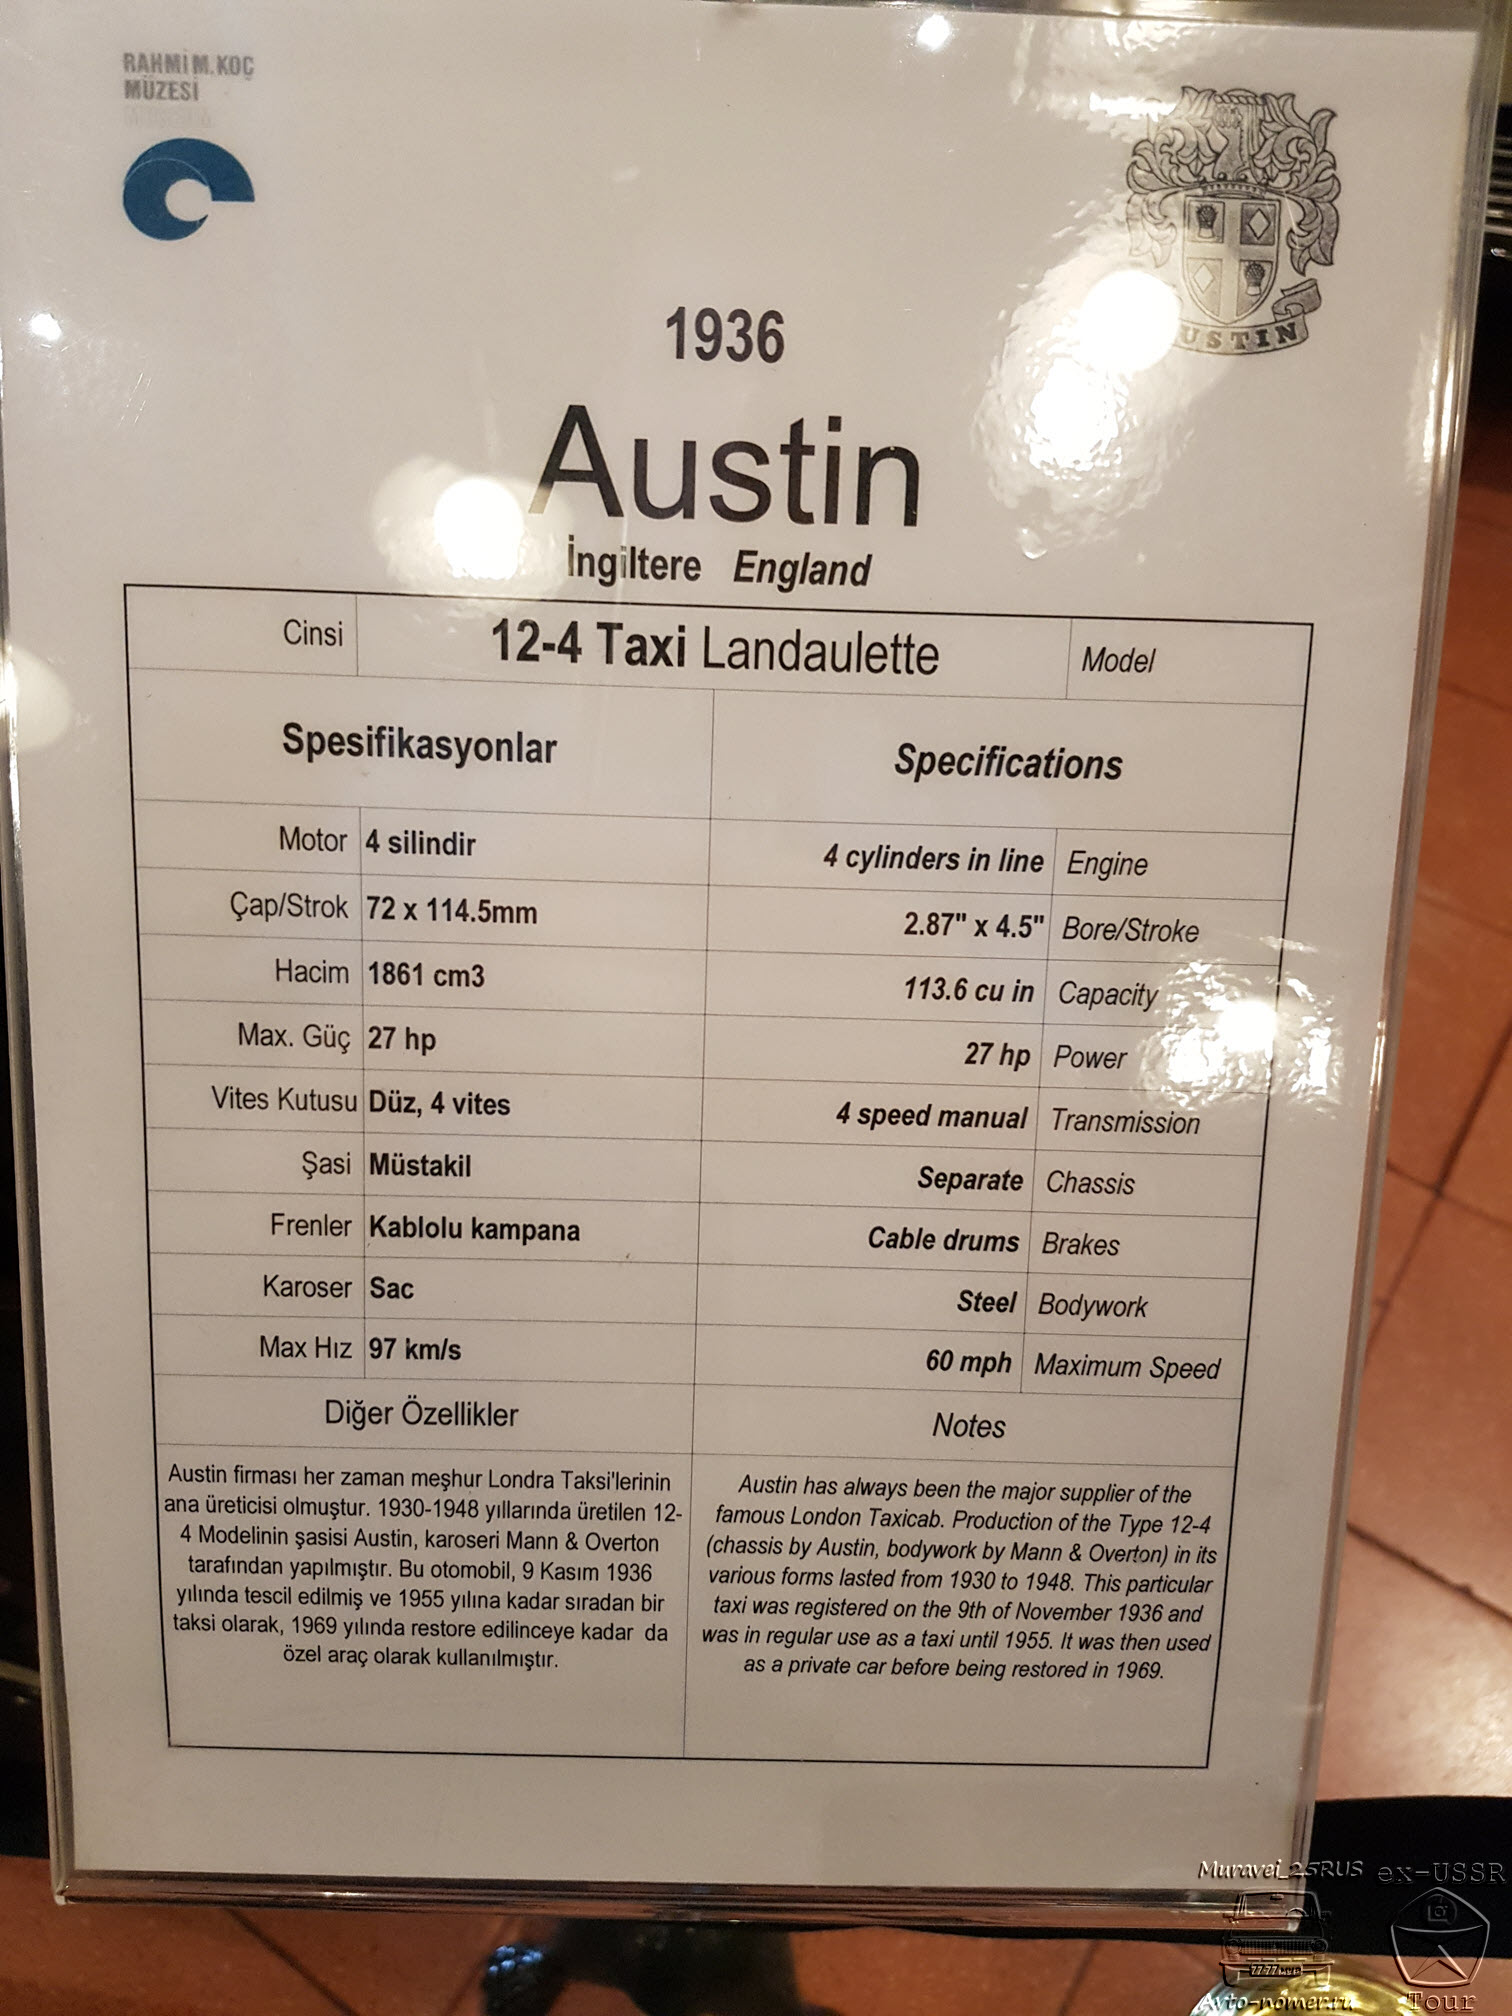 RAHMİ M. KOÇ
MÜZESİ
USTIN
1936
Austin
İngiltere England
Cinsi 12-4 Taxi Landaulette Model
Spesifikasyonlar Specifications
Motor 4 silindir 4 cylinders in line Engine
Çap/Strok 72 x 114.5mm 2.87" x 4.5" Bore/Stroke
Hacim 1861 cm3 113.6 cu in Capacity
Max. Güç 27 hp 27 hp Power
Vites Kutusu Düz, 4 vites 4 speed manual Transmission
Şasi Müstakil Separate Chassis
Frenler Kablolu kampana Cable drums Brakes
Karoser Sac Steel Bodywork
Max Hız 97 km/s 60 mph Maximum Speed
Diğer Özellikler Notes
Austin firması her zaman meşhur Londra Taksi'lerinin
ana üreticisi olmuştur. 1930-1948 yıllarında üretilen 12-
4 Modelinin şasisi Austin, karoseri Mann & Overton
tarafından yapılmıştır. Bu otomobil, 9 Kasım 1936
yılında tescil edilmiş ve 1955 yılına kadar sıradan bir
taksi olarak, 1969 yılında restore edilinceye kadar da
özel araç olarak kullanılmıştır.
Austin has always been the major supplier of the
famous London Taxicab. Production of the Type 12-4
(chassis by Austin, bodywork by Mann & Overton) in its
various forms lasted from 1930 to 1948. This particular
taxi was registered on the 9th of November 1936 and
was in regular use as a taxi until 1955. It was then used
as a private car before being restored in 1969.
Muravei_25RUS ex-USSR
Avto-nomer.ru Tour